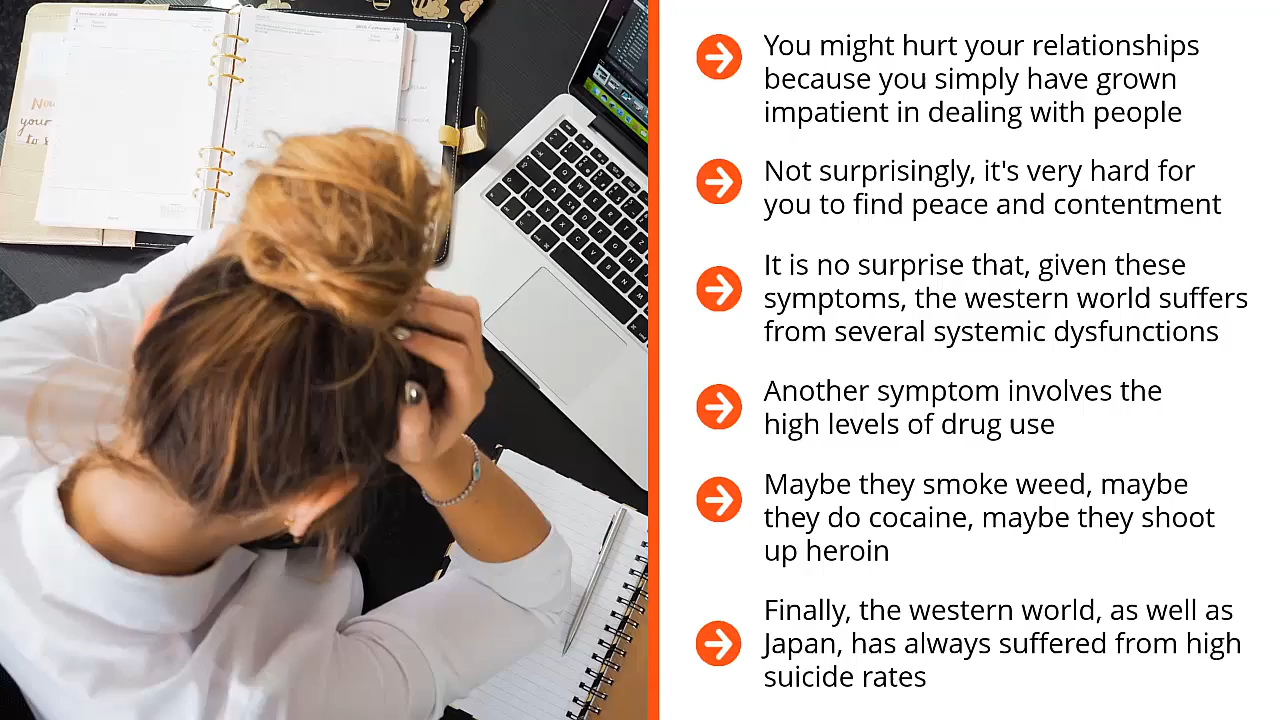 You might hurt your relationships
because you simply have grown
impatient in dealing with people
Not surprisingly, it's very hard for
you to find peace and contentment
It is no surprise that, given these
symptoms, the western world suffers
from several systemic dysfunctions
Another symptom involves the
high levels of drug use
Maybe they smoke weed, maybe
they do cocaine, maybe they shoot
up heroin
Finally, the western world, as well as
Japan, has always suffered from high
suicide rates